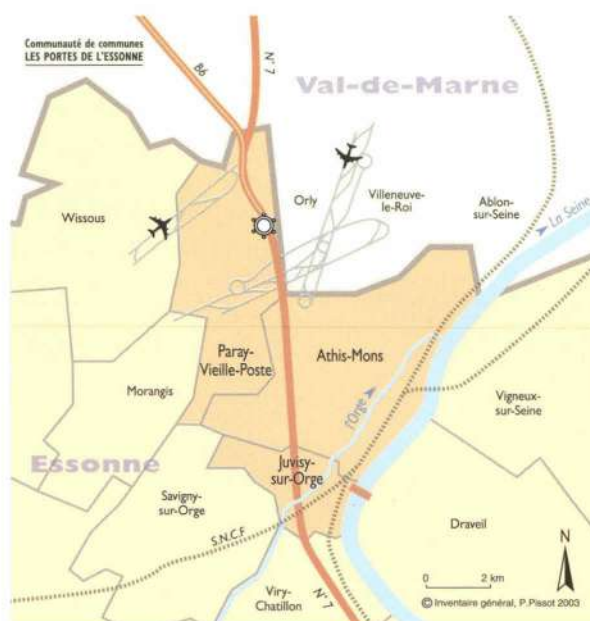 Communauté de communes
LES PORTES DE L'ESSONNE
B6
N° 7
Val-de-Marne
Wissous
Orly
Villeneuve-
le-Roi
Ablon-
sur-Seine
La Seine
Paray-
Vieille-Poste
Athis-Mons
Morangis
l'Orge
Vigneux-
sur-Seine
Essonne
Juvisy-
sur-Orge
Savigny-
sur-Orge
S.N.C.F
Draveil
N
Viry-
Chatillon
N° 7
0 2 km
© Inventaire général, P.Pissot 2003